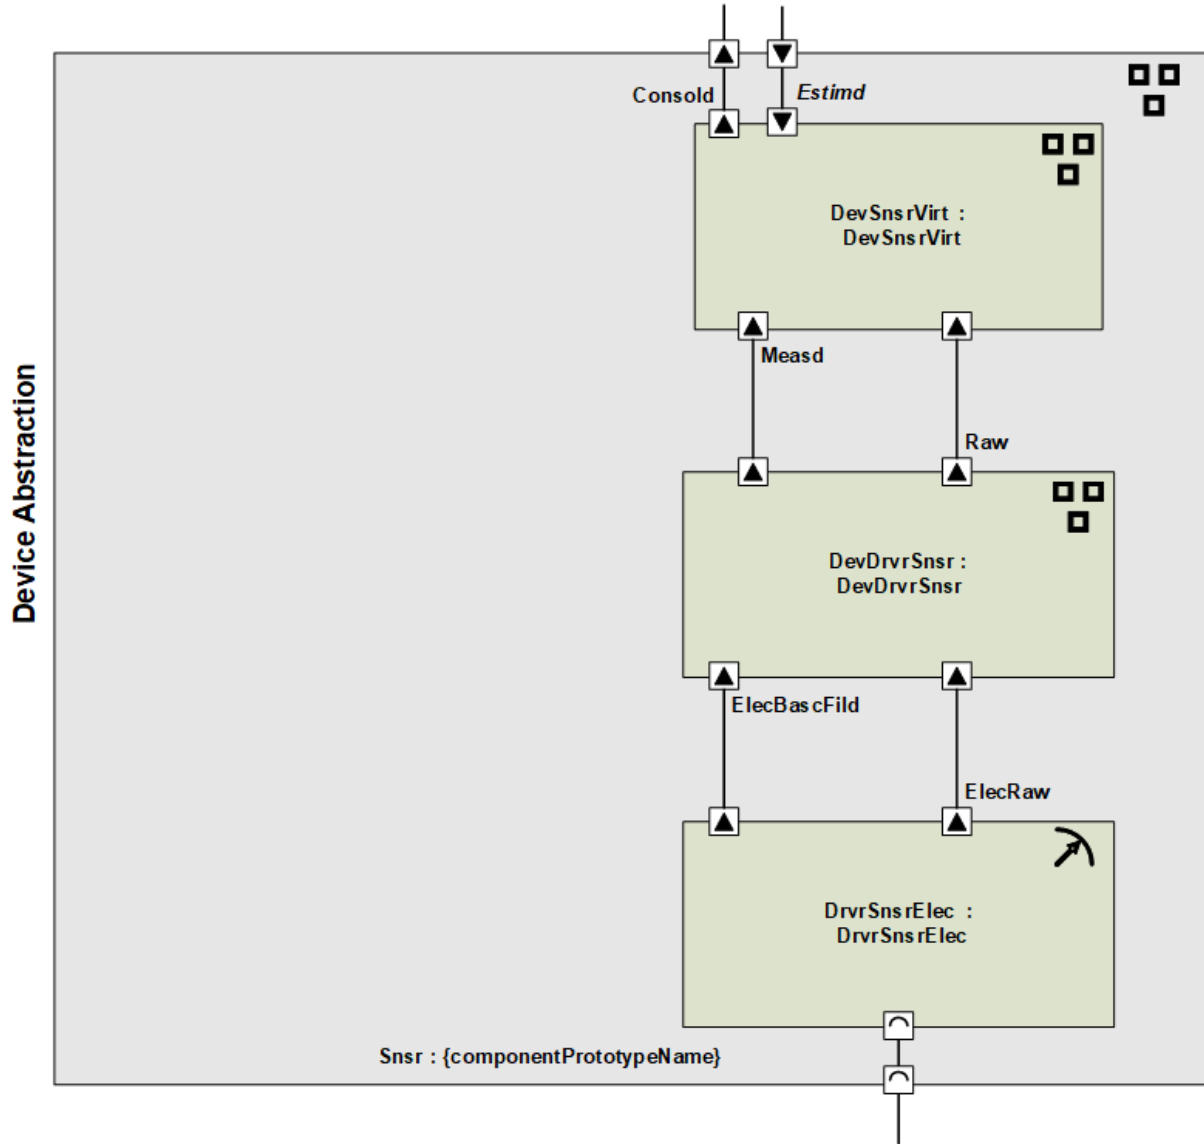 Consold
Estimd
DevSnsrVirt :
DevSnsrVirt
Measd
Raw
Device Abstraction
DevDrvrSnsr :
DevDrvrSnsr
ElecBascFild
ElecRaw
DrvrSnsrElec :
DrvrSnsrElec
Snsr : {componentPrototypeName}